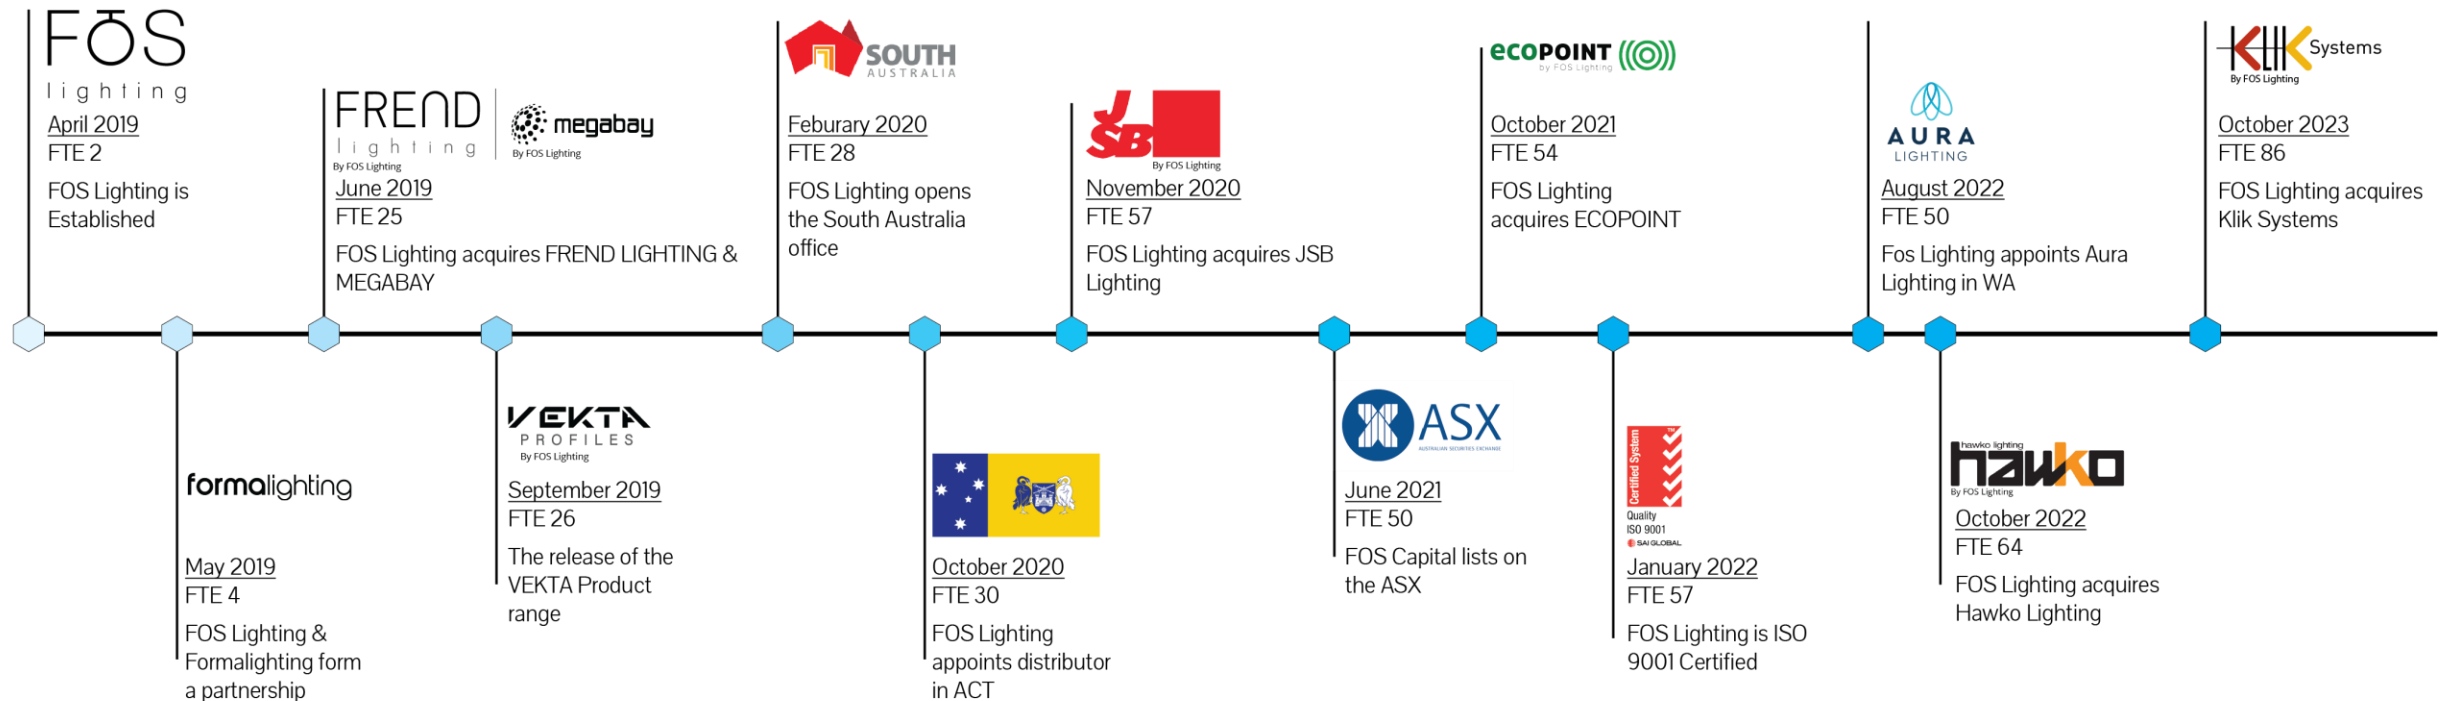 FOS
lighting
April 2019
FTE 2
FOS Lighting is
Established
formalighting
May 2019
FTE 4
FOS Lighting &
Formalighting form
a partnership
FREND
lighting
By FOS Lighting
megabay
By FOS Lighting
June 2019
FTE 25
FOS Lighting acquires FREND LIGHTING &
MEGABAY
VEKTA
PROFILES
By FOS Lighting
September 2019
FTE 26
The release of the
VEKTA Product
range
SOUTH
AUSTRALIA
Feburary 2020
FTE 28
FOS Lighting opens
the South Australia
office
October 2020
FTE 30
FOS Lighting
appoints distributor
in ACT
JSB
By FOS Lighting
November 2020
FTE 57
FOS Lighting acquires JSB
Lighting
ASX
AUSTRALIAN SECURITIES EXCHANGE
June 2021
FTE 50
FOS Capital lists on
the ASX
ecoPOINT
by FOS Lighting
October 2021
FTE 54
FOS Lighting
acquires ECOPOINT
Certified System
TM
Quality
ISO 9001
SAI GLOBAL
January 2022
FTE 57
FOS Lighting is ISO
9001 Certified
AURA
LIGHTING
August 2022
FTE 50
Fos Lighting appoints Aura
Lighting in WA
hawko lighting
hawko
By FOS Lighting
October 2022
FTE 64
FOS Lighting acquires
Hawko Lighting
KLIK Systems
By FOS Lighting
October 2023
FTE 86
FOS Lighting acquires
Klik Systems